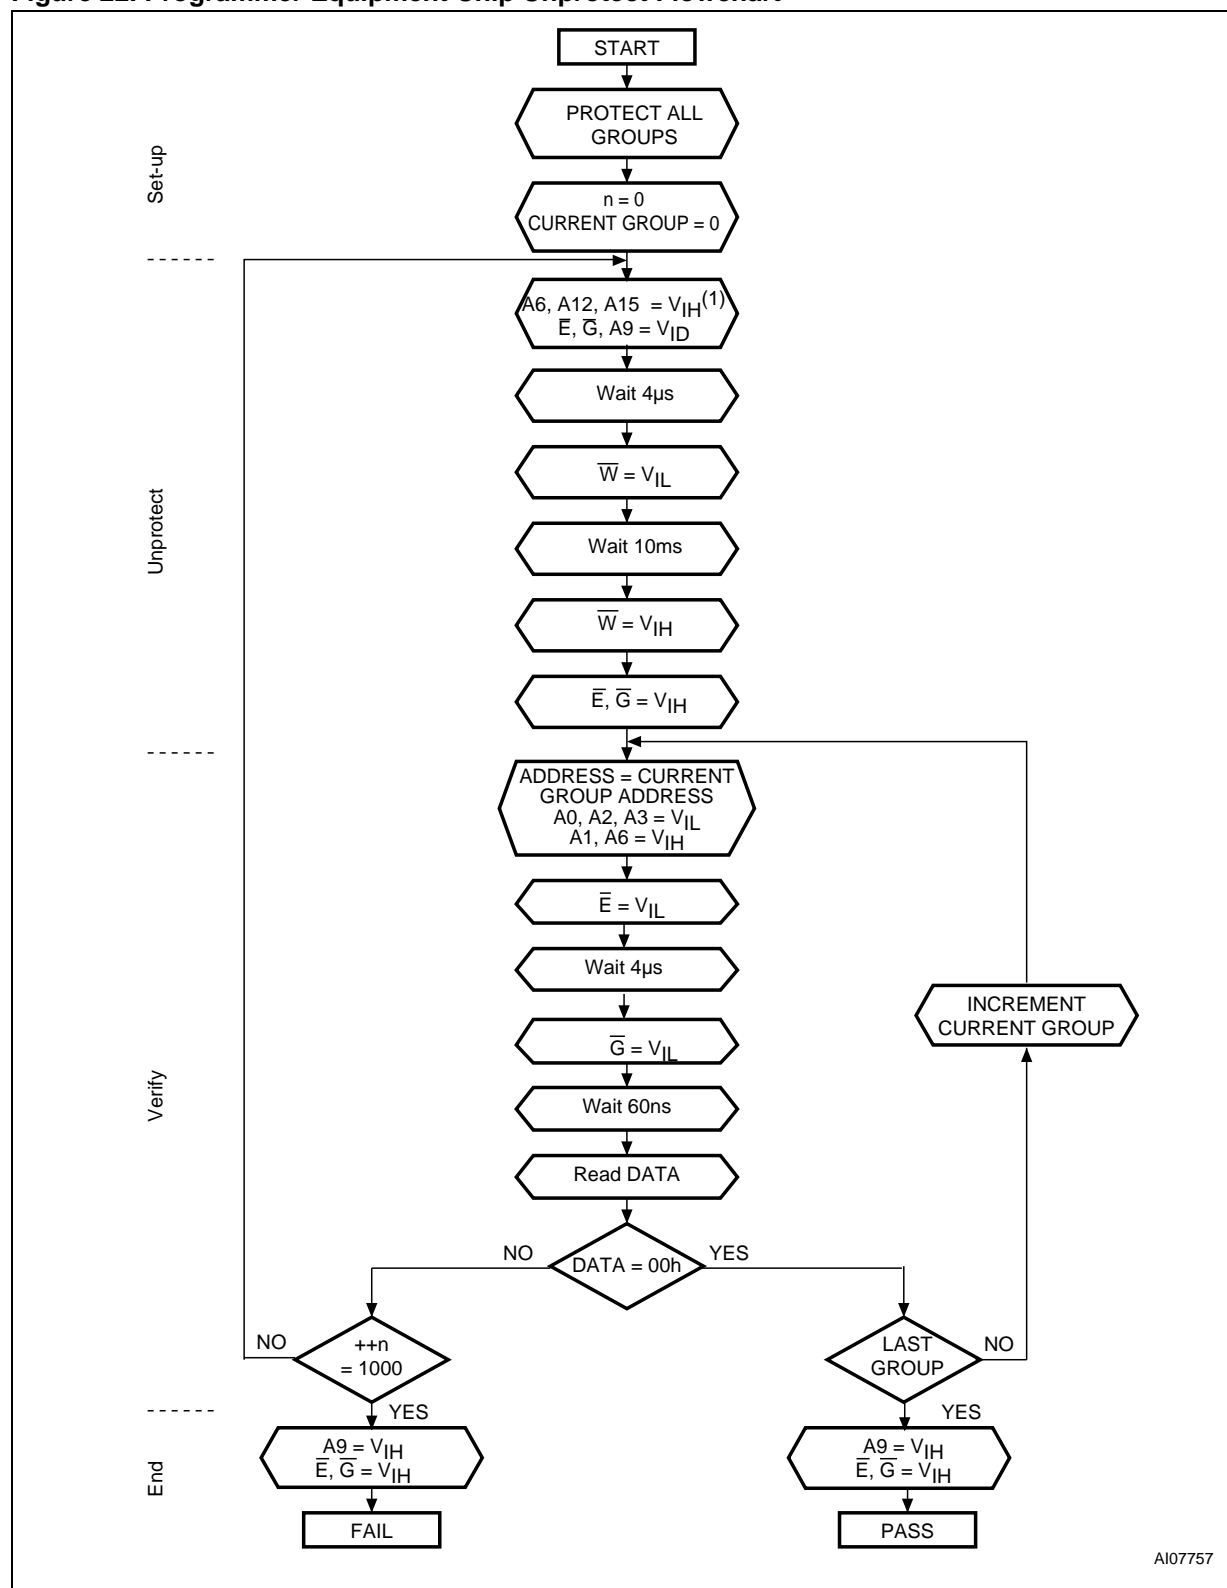 Figure 22. Programmer Equipment Chip Unprotect Flowchart
START
PROTECT ALL
GROUPS
Set-up
n = 0
CURRENT GROUP = 0
A6, A12, A15 = VIH(1)
E̅, G̅, A9 = VID
Wait 4µs
W̅ = VIL
Unprotect
Wait 10ms
W̅ = VIH
E̅, G̅ = VIH
ADDRESS = CURRENT
GROUP ADDRESS
A0, A2, A3 = VIL
A1, A6 = VIH
E̅ = VIL
Wait 4µs
INCREMENT
CURRENT GROUP
G̅ = VIL
Verify
Wait 60ns
Read DATA
NO
DATA = 00h
YES
NO
++n
= 1000
LAST
GROUP
NO
YES
YES
End
A9 = VIH
E̅, G̅ = VIH
A9 = VIH
E̅, G̅ = VIH
FAIL
PASS
AI07757